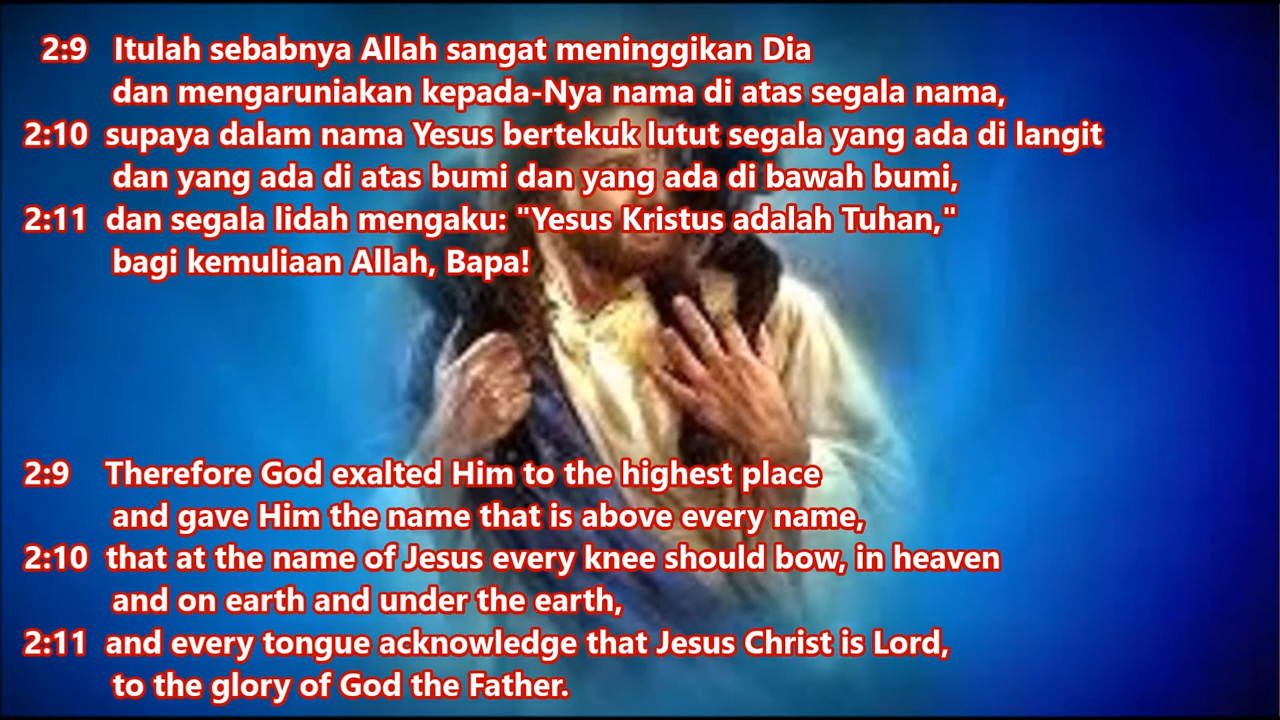 2:9 Itulah sebabnya Allah sangat meninggikan Dia
dan mengaruniakan kepada-Nya nama di atas segala nama,
2:10 supaya dalam nama Yesus bertekuk lutut segala yang ada di langit
dan yang ada di atas bumi dan yang ada di bawah bumi,
2:11 dan segala lidah mengaku: "Yesus Kristus adalah Tuhan,"
bagi kemuliaan Allah, Bapa!
2:9 Therefore God exalted Him to the highest place
and gave Him the name that is above every name,
2:10 that at the name of Jesus every knee should bow, in heaven
and on earth and under the earth,
2:11 and every tongue acknowledge that Jesus Christ is Lord,
to the glory of God the Father.